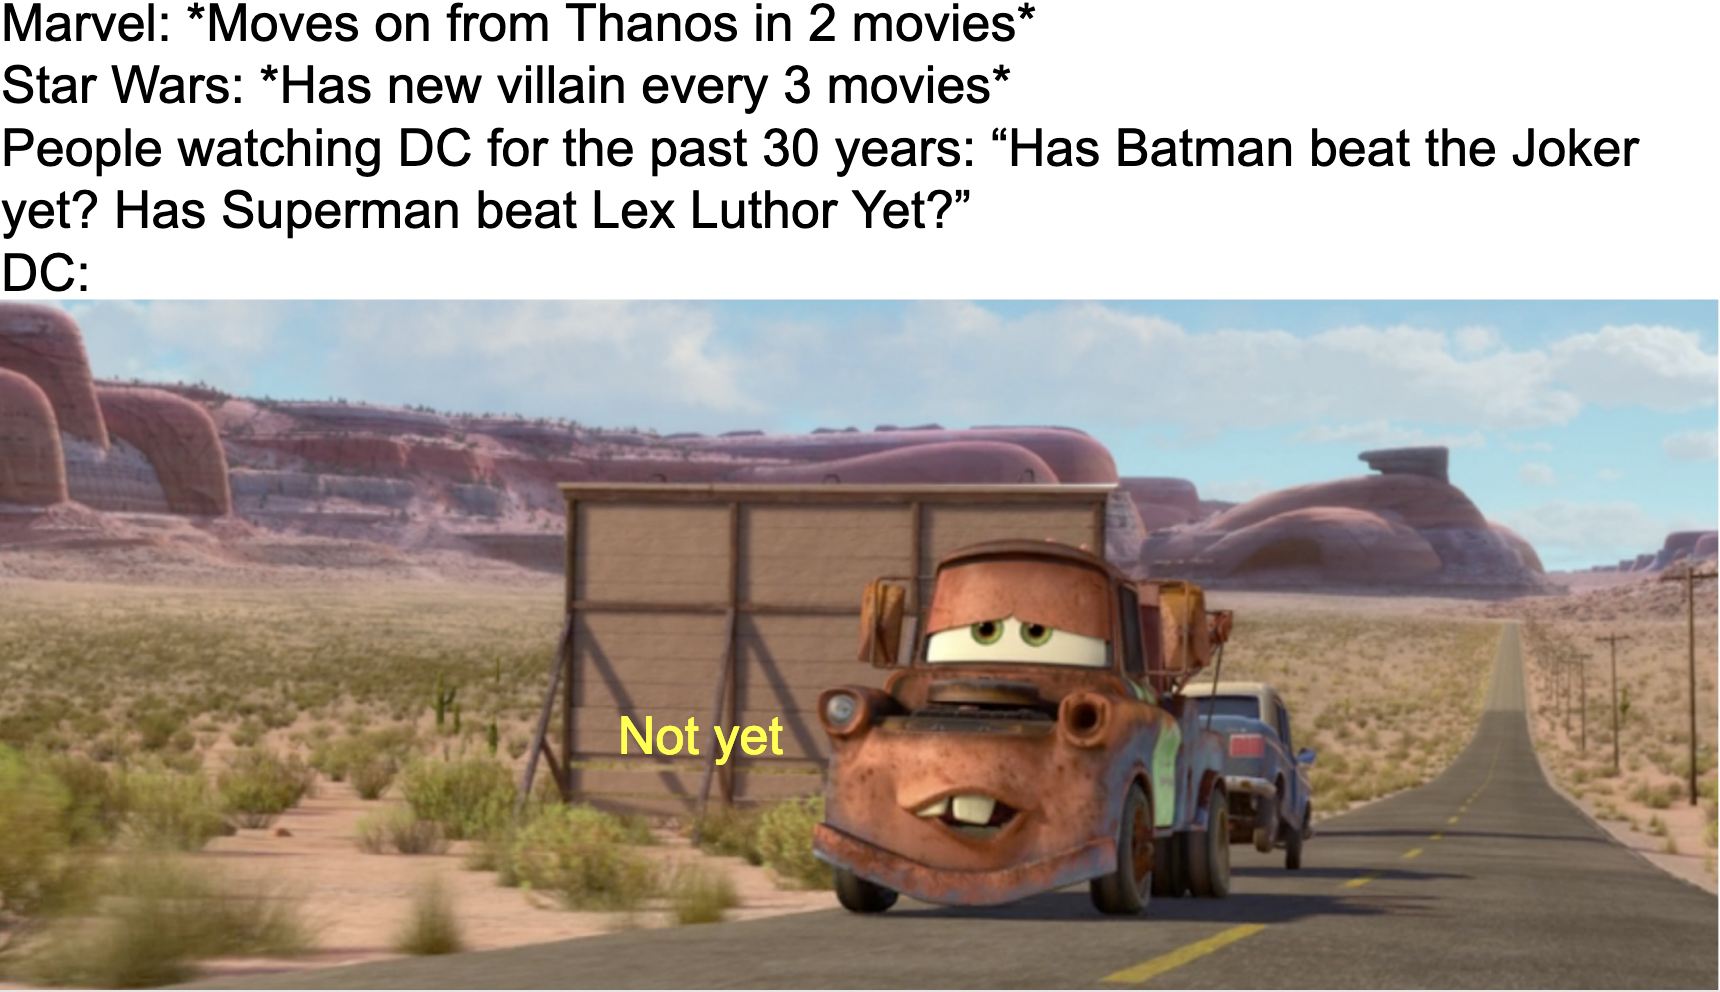 Marvel: *Moves on from Thanos in 2 movies*
Star Wars: *Has new villain every 3 movies*
People watching DC for the past 30 years: “Has Batman beat the Joker
yet? Has Superman beat Lex Luthor Yet?”
DC:
Not yet